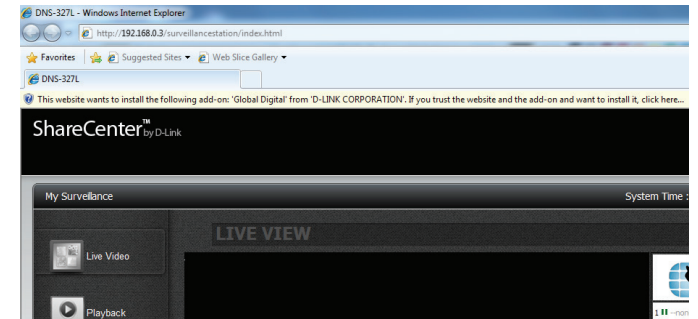 DNS-327L - Windows Internet Explorer
http://192.168.0.3/surveillancestation/index.html
Favorites Suggested Sites Web Slice Gallery
DNS-327L
This website wants to install the following add-on: 'Global Digital' from 'D-LINK CORPORATION'. If you trust the website and the add-on and want to install it, click here...
ShareCenter™ by D-Link
My Surveillance System Time :
LIVE VIEW
Live Video
Playback
1 --non